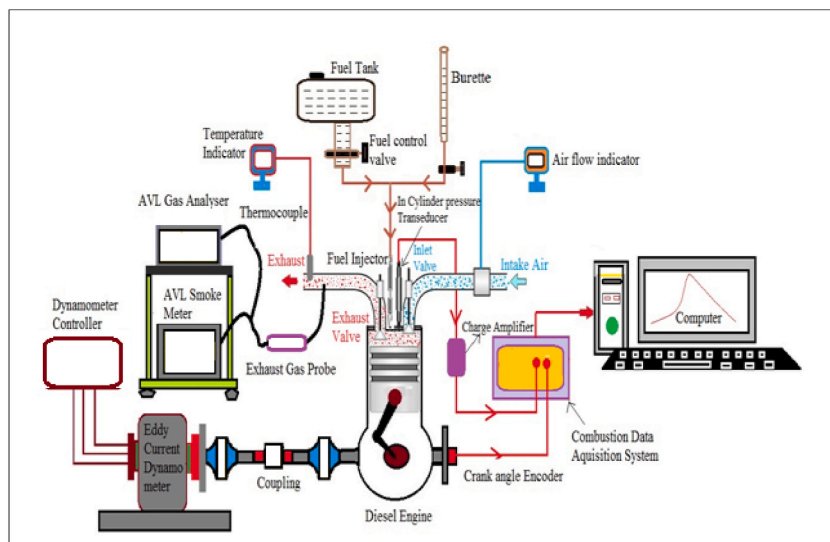 Fuel Tank
Burette
Temperature
Indicator
Fuel control
valve
Air flow indicator
AVL Gas Analyser
Thermocouple
In Cylinder pressure
Transducer
Exhaust
Fuel Injector
Inlet
Valve
Intake Air
AVL Smoke
Meter
Dynamometer
Controller
Exhaust
Valve
Charge Amplifier
Computer
Exhaust Gas Probe
Eddy
Current
Dynamo
meter
Coupling
Crank angle Encoder
Combustion Data
Aquisition System
Diesel Engine